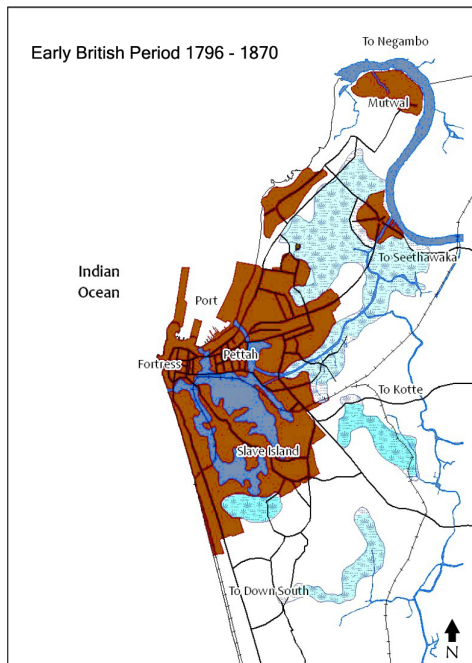 Early British Period 1796 - 1870
To Negambo
Mutwal
To Seethawaka
Indian
Ocean
Port
Pettah
Fortress
To Kotte
Slave Island
To Down South
N